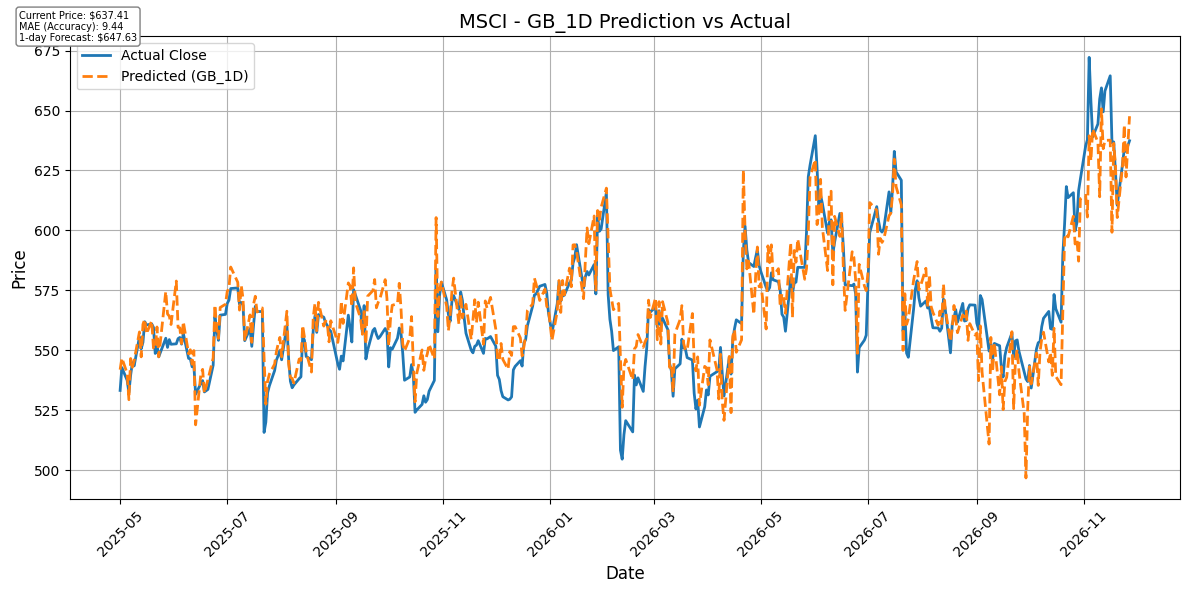 MSCI - GB_1D Prediction vs Actual
Current Price: $637.41
MAE (Accuracy): 9.44
1-day Forecast: $647.63
Actual Close
Predicted (GB_1D)
Price
675
650
625
600
575
550
525
500
2025-05
2025-07
2025-09
2025-11
2026-01
2026-03
2026-05
2026-07
2026-09
2026-11
Date